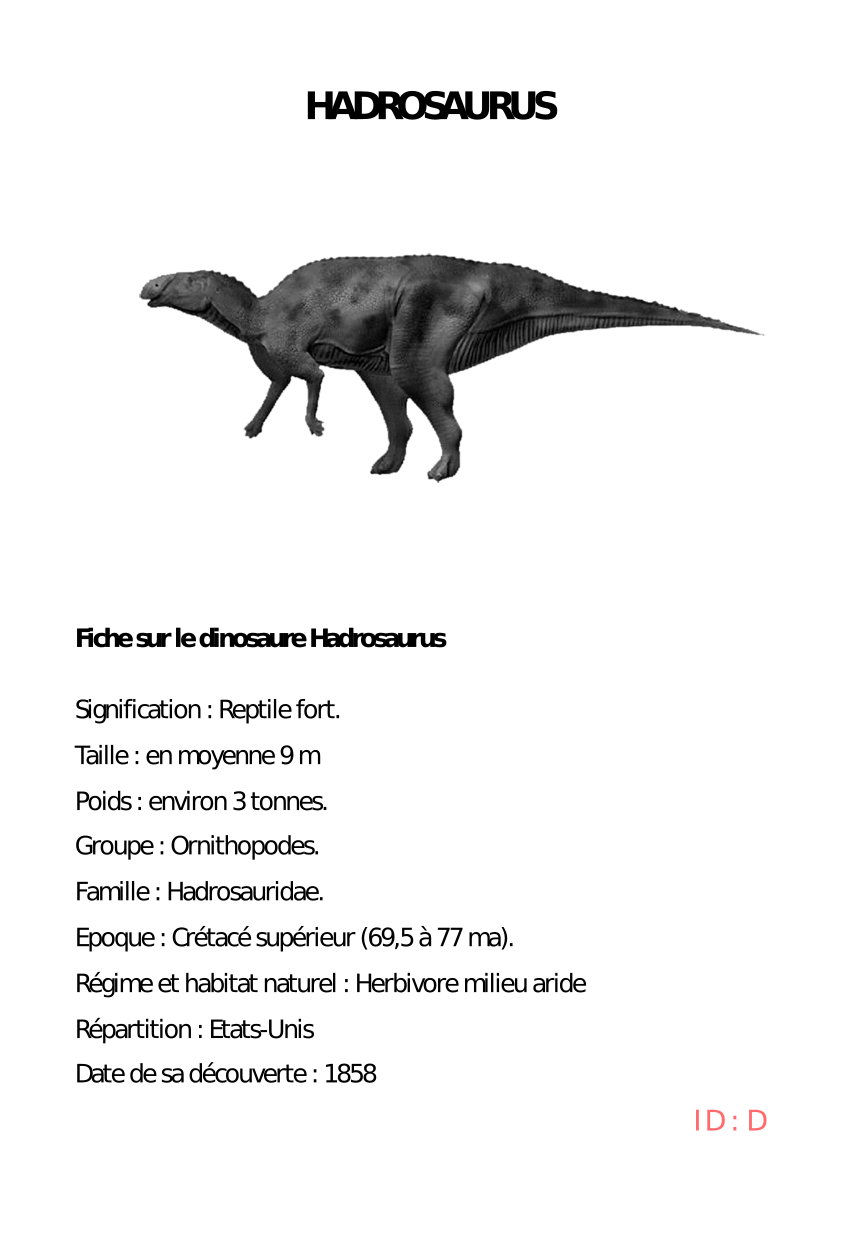 HADROSAURUS
Fiche sur le dinosaure Hadrosaurus
Signification : Reptile fort.
Taille : en moyenne 9 m
Poids : environ 3 tonnes.
Groupe : Ornithopodes.
Famille : Hadrosauridae.
Epoque : Crétacé supérieur (69,5 à 77 ma).
Régime et habitat naturel : Herbivore milieu aride
Répartition : Etats-Unis
Date de sa découverte : 1858
ID : D